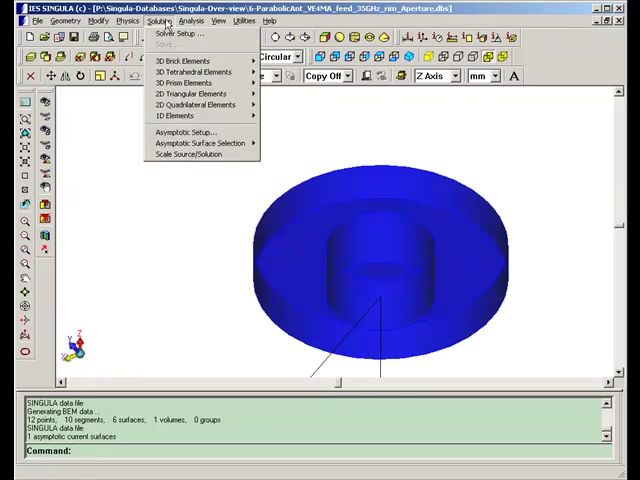 IES SINGULA (c) - [P:\Singula-Databases\Singula-Over-view\6-ParabolicAnt_VE4MA_feed_35GHz_rim_Aperture.dbs]
File Geometry Modify Physics Solution Analysis View Utilities Help
Solver Setup ...
Solve ...
Circular
3D Brick Elements
3D Tetrahedral Elements
Copy Off Z Axis mm
3D Prism Elements
2D Triangular Elements
2D Quadrilateral Elements
1D Elements
Asymptotic Setup...
Asymptotic Surface Selection
Scale Source/Solution
Z
Y
X
SINGULA data file
Generating BEM data ...
12 points, 10 segments, 6 surfaces, 1 volumes, 0 groups
SINGULA data file
1 asymptotic current surfaces
Command: